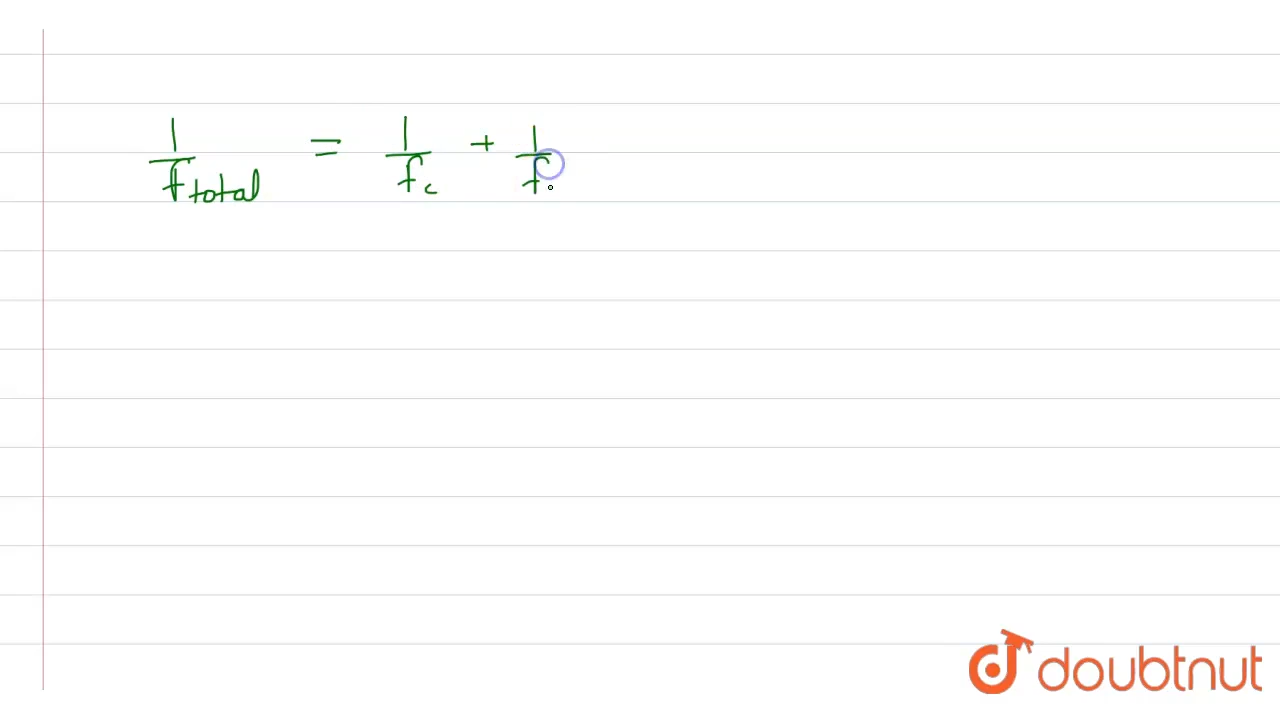 1/f_total = 1/f_c + 1/f
doubtnut